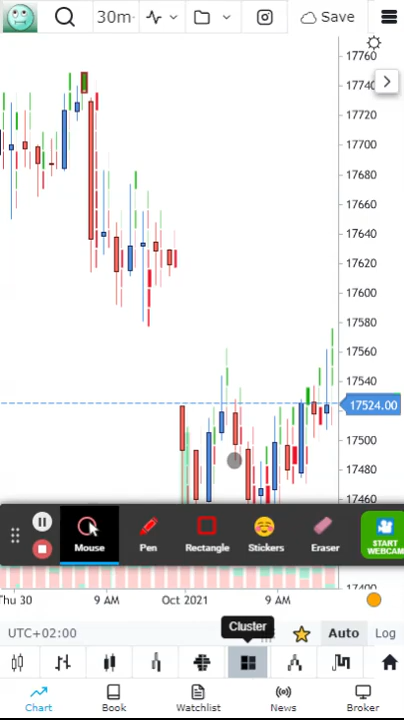 30m
Save
17760
17740
17720
17700
17680
17660
17640
17620
17600
17580
17560
17540
17524.00
17500
17480
17460
Mouse
Pen
Rectangle
Stickers
Eraser
START
WEBCAM
17400
Thu 30
9 AM
Oct 2021
9 AM
UTC+02:00
Cluster
Auto
Log
Chart
Book
Watchlist
News
Broker